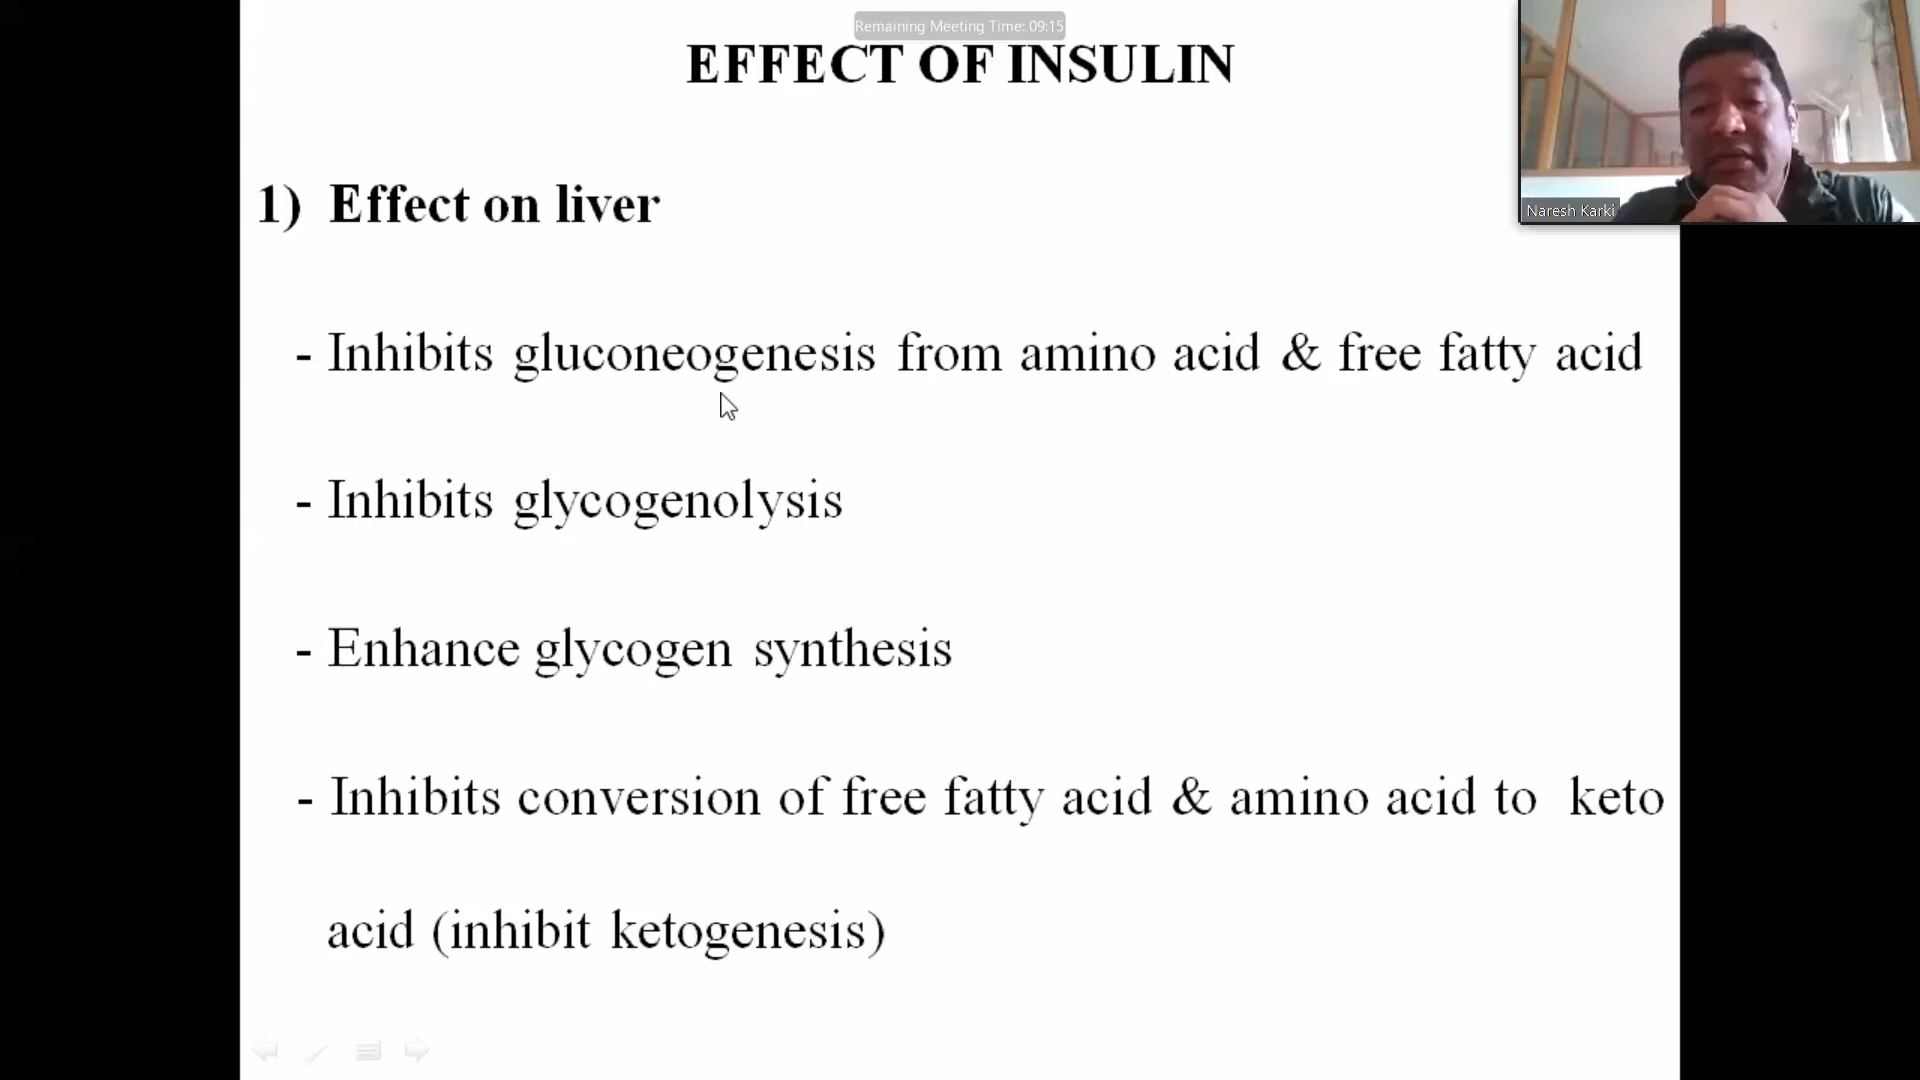 Remaining Meeting Time: 09:15
EFFECT OF INSULIN
Naresh Karki
1) Effect on liver
- Inhibits gluconeogenesis from amino acid & free fatty acid
- Inhibits glycogenolysis
- Enhance glycogen synthesis
- Inhibits conversion of free fatty acid & amino acid to keto
acid (inhibit ketogenesis)